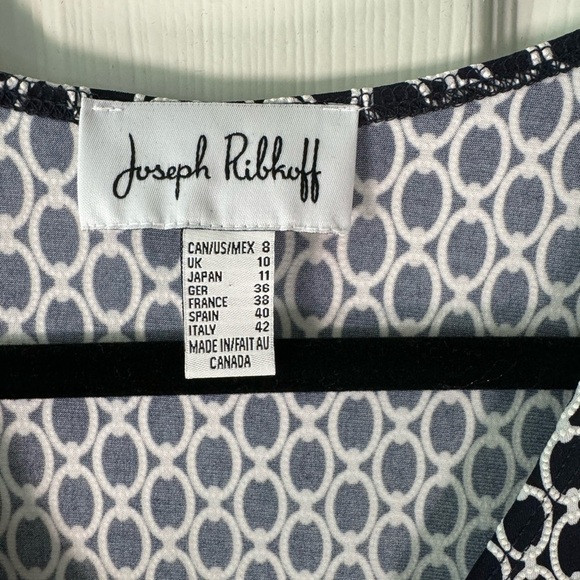 Joseph Ribkoff
CAN/US/MEX 8
UK 10
JAPAN 11
GER 36
FRANCE 38
SPAIN 40
ITALY 42
MADE IN/FAIT AU
CANADA